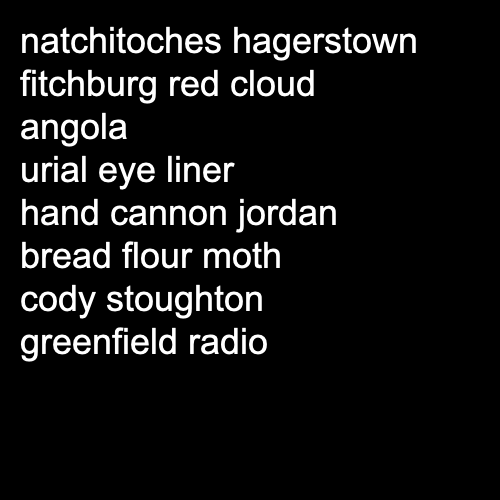 natchitoches hagerstown
fitchburg red cloud
angola
urial eye liner
hand cannon jordan
bread flour moth
cody stoughton
greenfield radio